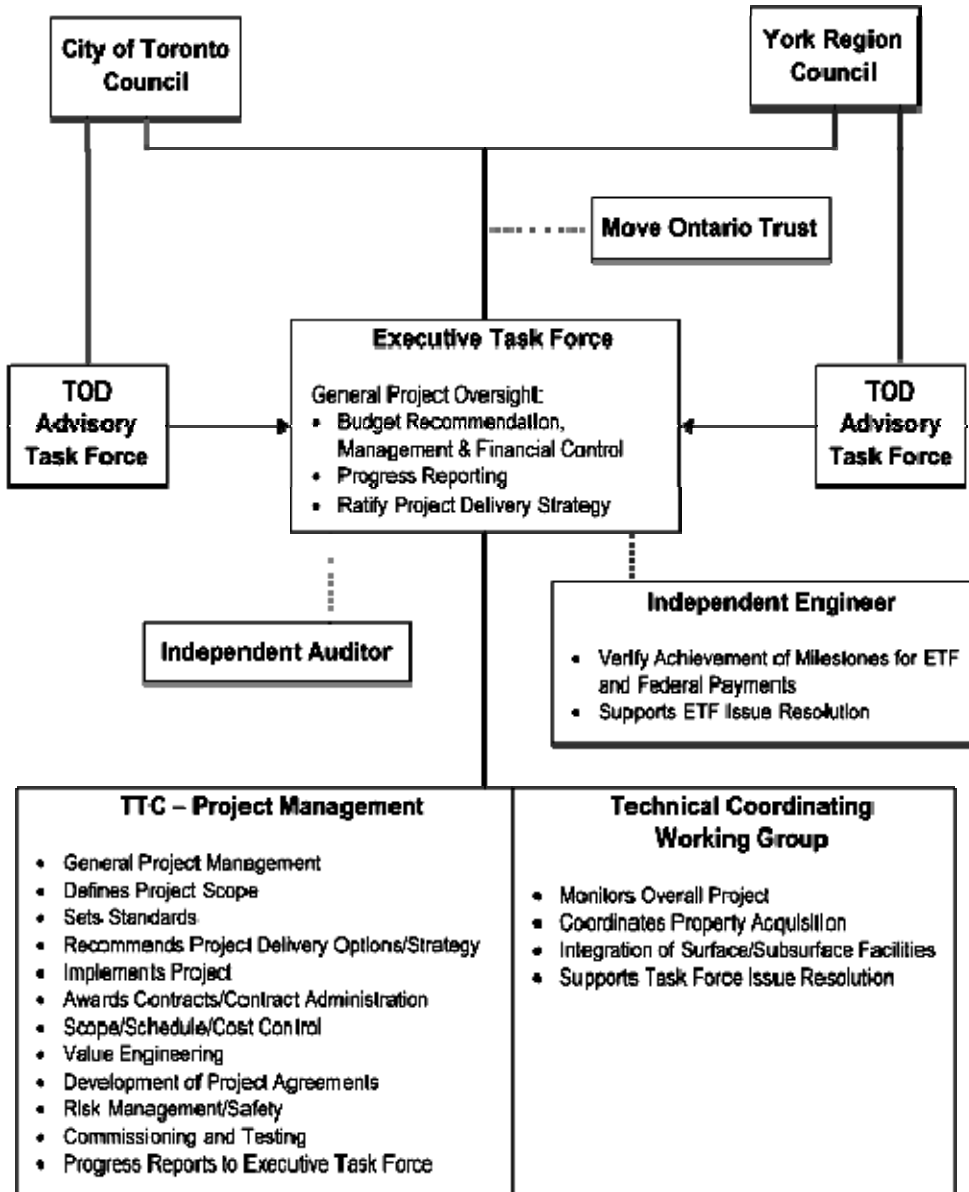 City of Toronto
Council
York Region
Council
Move Ontario Trust
Executive Task Force
General Project Oversight:
• Budget Recommendation,
Management & Financial Control
• Progress Reporting
• Ratify Project Delivery Strategy
TOD
Advisory
Task Force
TOD
Advisory
Task Force
Independent Auditor
Independent Engineer
• Verify Achievement of Milestones for ETF
and Federal Payments
• Supports ETF Issue Resolution
TTC – Project Management
• General Project Management
• Defines Project Scope
• Sets Standards
• Recommends Project Delivery Options/Strategy
• Implements Project
• Awards Contracts/Contract Administration
• Scope/Schedule/Cost Control
• Value Engineering
• Development of Project Agreements
• Risk Management/Safety
• Commissioning and Testing
• Progress Reports to Executive Task Force
Technical Coordinating
Working Group
• Monitors Overall Project
• Coordinates Property Acquisition
• Integration of Surface/Subsurface Facilities
• Supports Task Force Issue Resolution